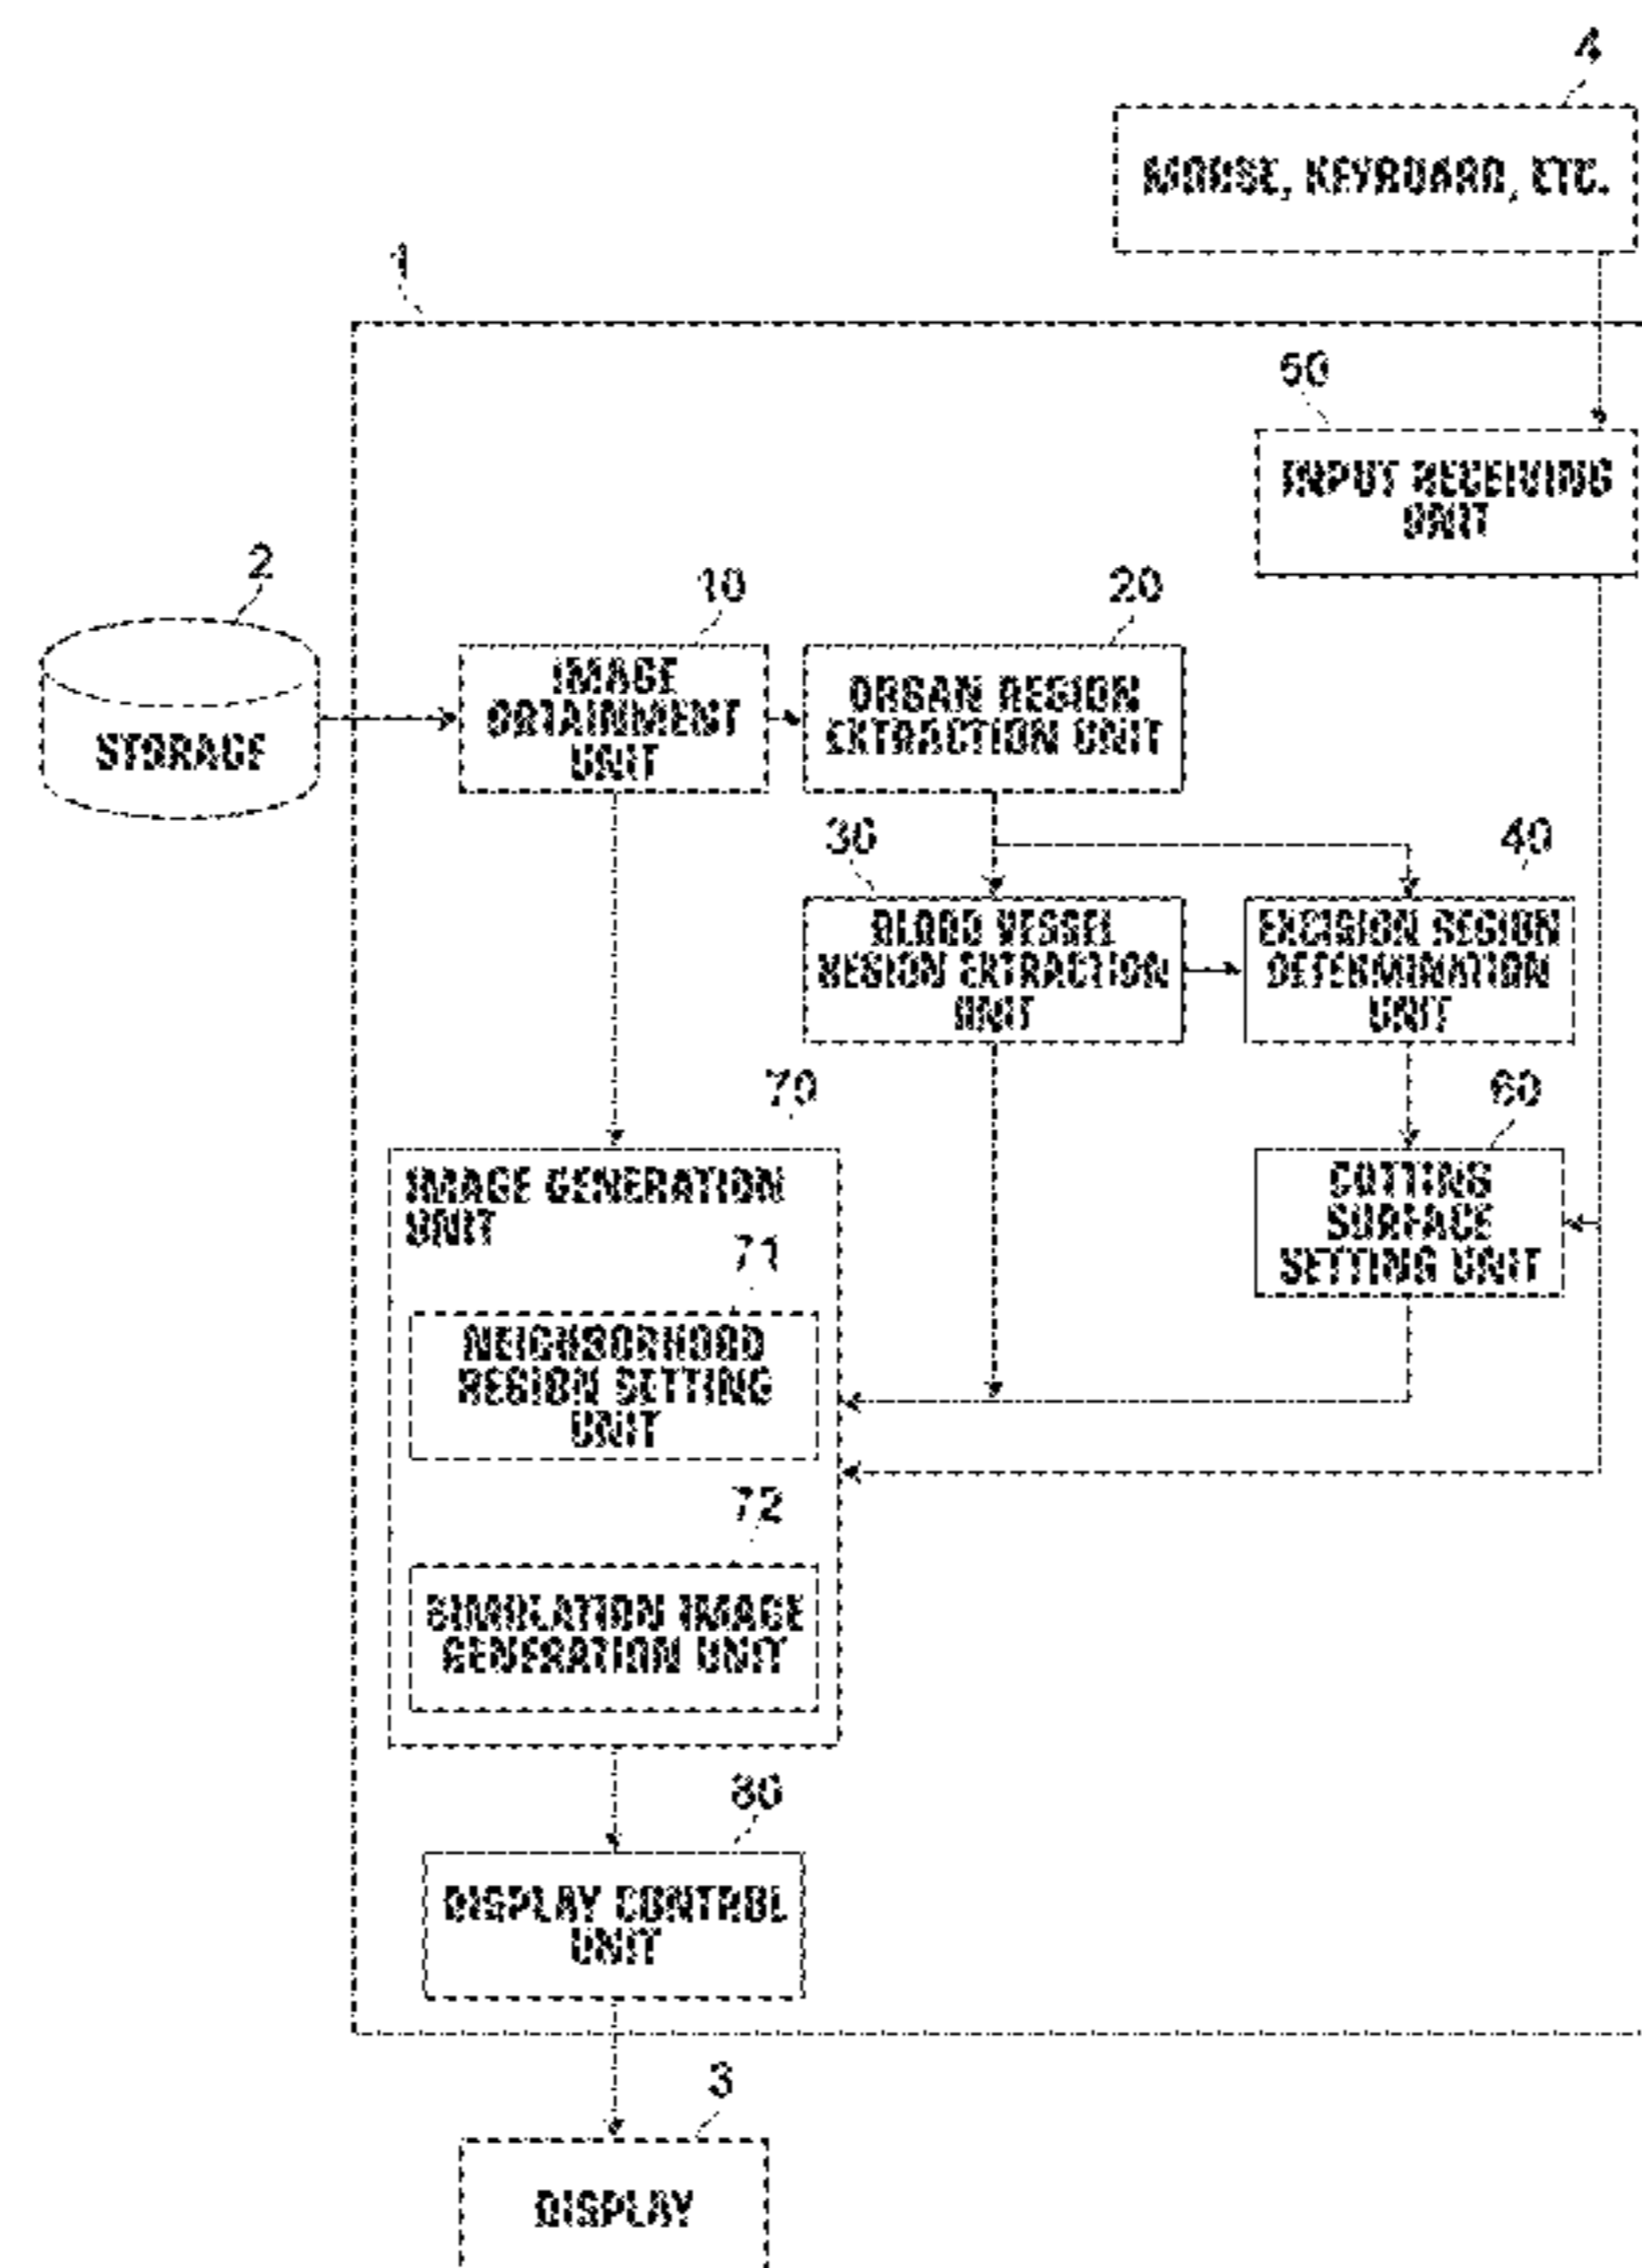 4
MOUSE, KEYBOARD, ETC.
1
50
INPUT RECEIVING
UNIT
2
STORAGE
10
IMAGE
OBTAINMENT
UNIT
20
ORGAN REGION
EXTRACTION UNIT
30
BLOOD VESSEL
REGION EXTRACTION
UNIT
40
EXCISION REGION
DETERMINATION
UNIT
70
IMAGE GENERATION
UNIT
60
CUTTING
SURFACE
SETTING UNIT
71
NEIGHBORHOOD
REGION SETTING
UNIT
72
SIMULATION IMAGE
GENERATION UNIT
80
DISPLAY CONTROL
UNIT
3
DISPLAY